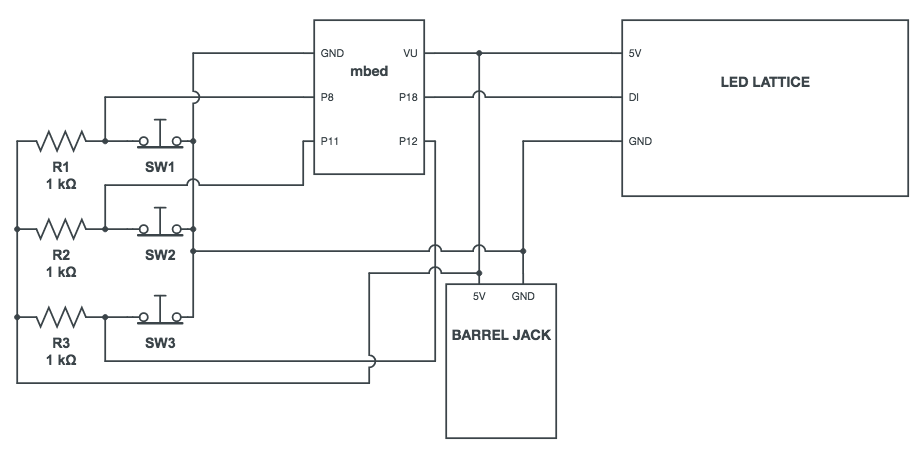 GND
VU
mbed
P8
P18
P11
P12
5V
LED LATTICE
DI
GND
R1
1 kΩ
SW1
R2
1 kΩ
SW2
R3
1 kΩ
SW3
5V
GND
BARREL JACK